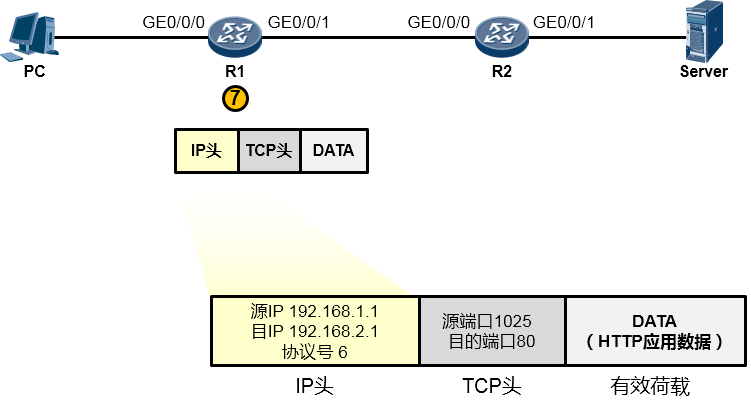 GE0/0/0
GE0/0/1
GE0/0/0
GE0/0/1
PC
R1
R2
Server
7
IP头
TCP头
DATA
源IP 192.168.1.1
目IP 192.168.2.1
协议号 6
源端口1025
目的端口80
DATA
（HTTP应用数据）
IP头
TCP头
有效荷载